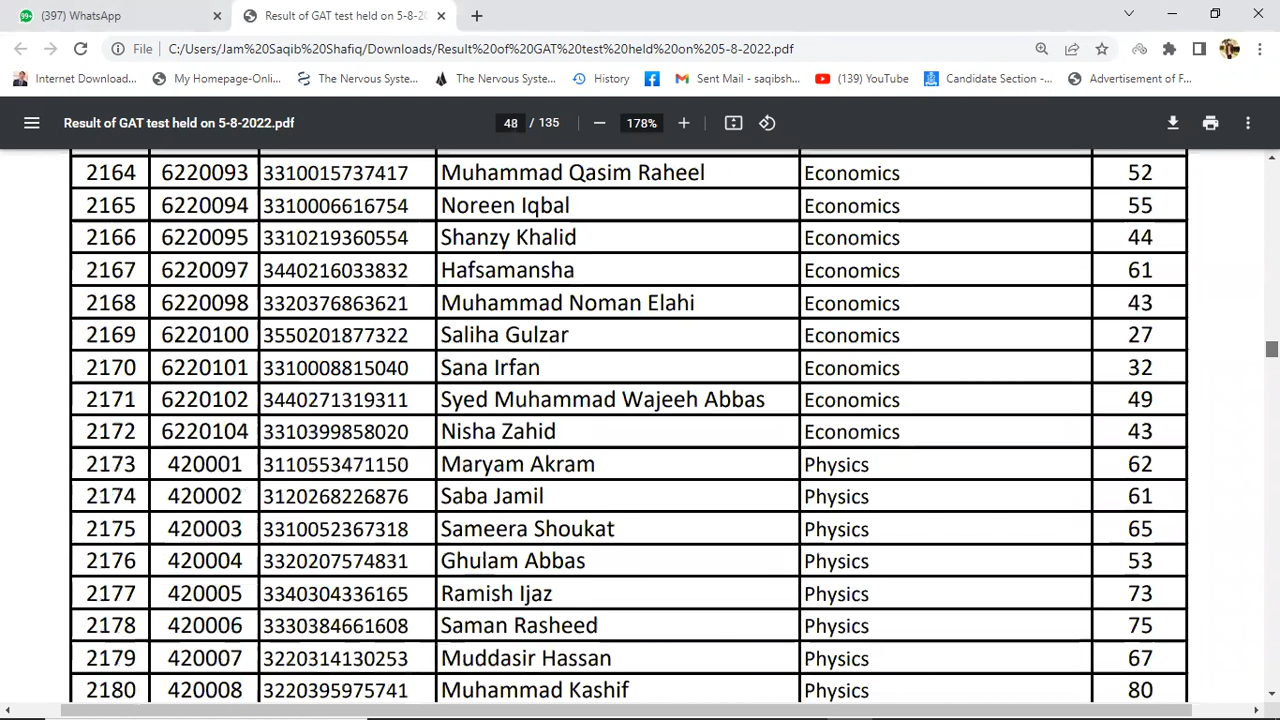 99+ (397) WhatsApp
Result of GAT test held on 5-8-20
File C:/Users/Jam%20Saqib%20Shafiq/Downloads/Result%20of%20GAT%20test%20held%20on%205-8-2022.pdf
Internet Download... My Homepage-Onli... The Nervous Syste... The Nervous Syste... History Sent Mail - saqibsh... (139) YouTube Candidate Section -... Advertisement of F...
Result of GAT test held on 5-8-2022.pdf 48 / 135 178%
2164 6220093 3310015737417 Muhammad Qasim Raheel Economics 52
2165 6220094 3310006616754 Noreen Iqbal Economics 55
2166 6220095 3310219360554 Shanzy Khalid Economics 44
2167 6220097 3440216033832 Hafsamansha Economics 61
2168 6220098 3320376863621 Muhammad Noman Elahi Economics 43
2169 6220100 3550201877322 Saliha Gulzar Economics 27
2170 6220101 3310008815040 Sana Irfan Economics 32
2171 6220102 3440271319311 Syed Muhammad Wajeeh Abbas Economics 49
2172 6220104 3310399858020 Nisha Zahid Economics 43
2173 420001 3110553471150 Maryam Akram Physics 62
2174 420002 3120268226876 Saba Jamil Physics 61
2175 420003 3310052367318 Sameera Shoukat Physics 65
2176 420004 3320207574831 Ghulam Abbas Physics 53
2177 420005 3340304336165 Ramish Ijaz Physics 73
2178 420006 3330384661608 Saman Rasheed Physics 75
2179 420007 3220314130253 Muddasir Hassan Physics 67
2180 420008 3220395975741 Muhammad Kashif Physics 80